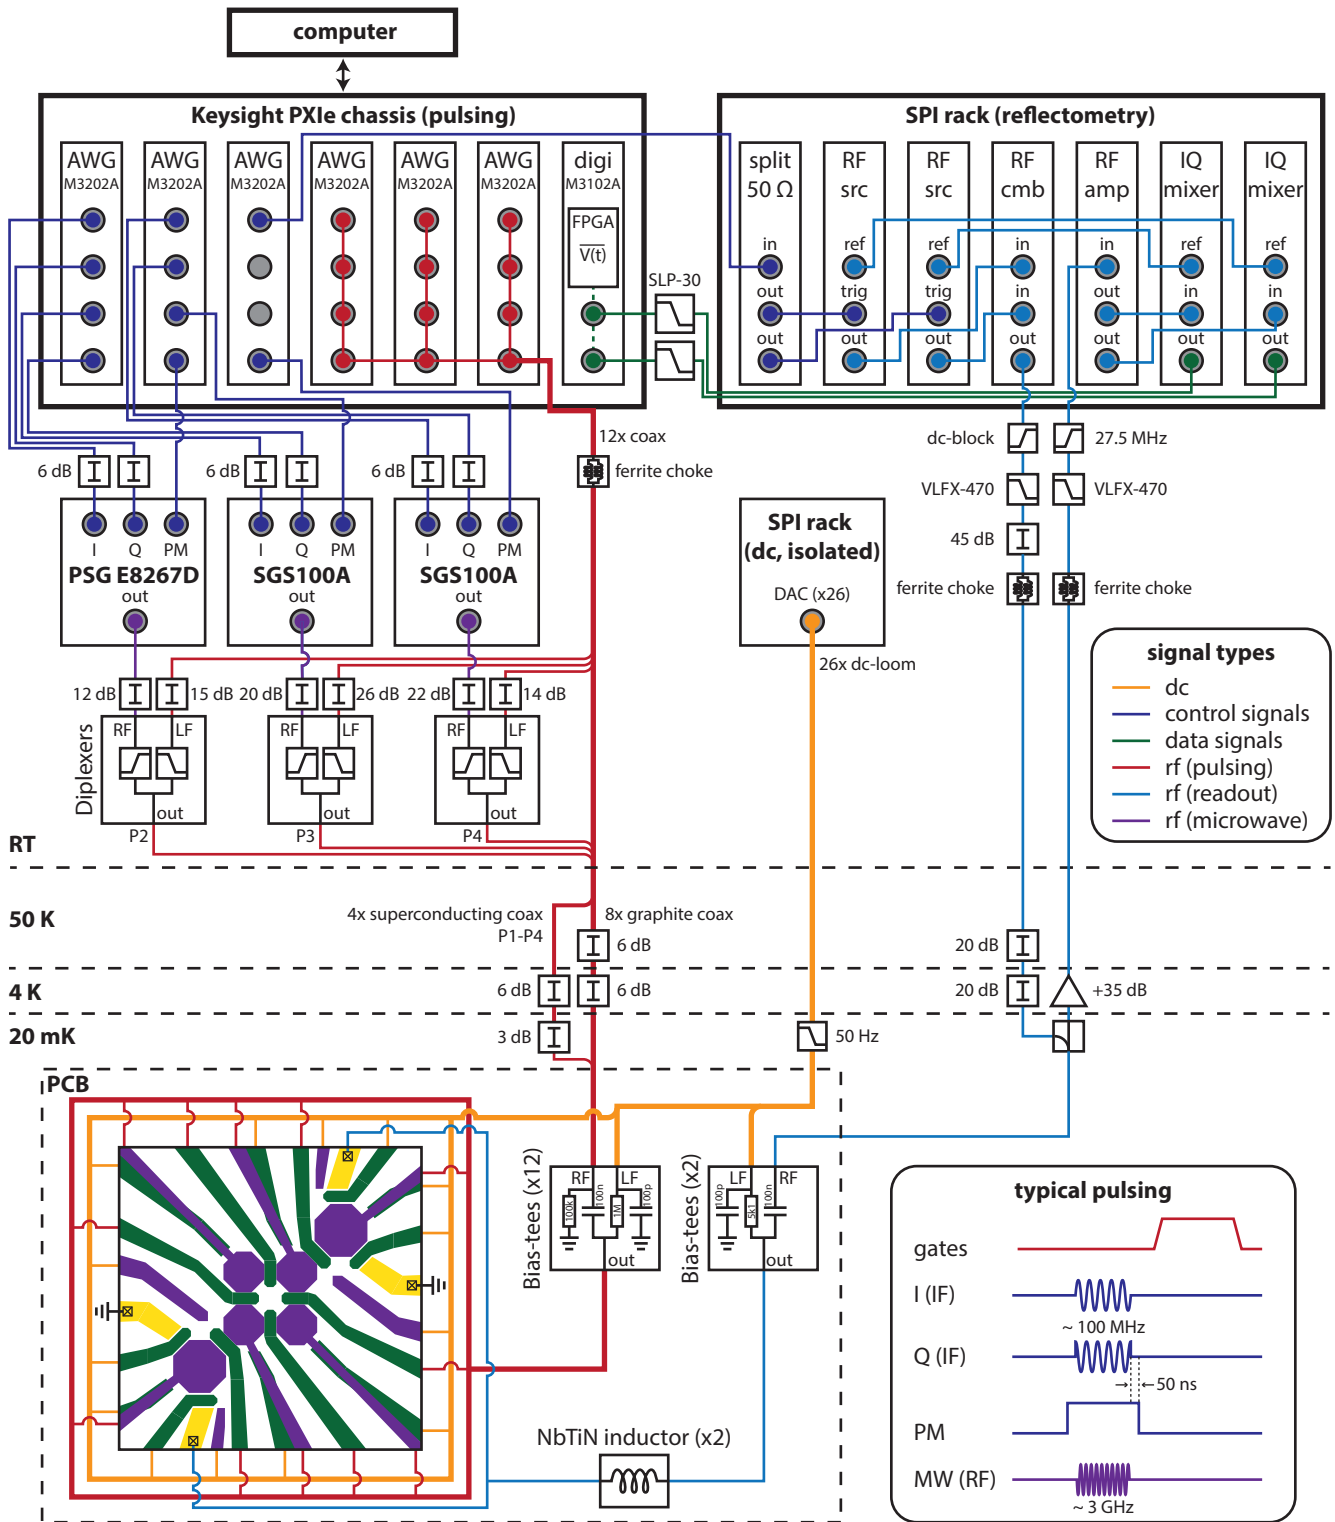 computer
Keysight PXIe chassis (pulsing)
AWG
M3202A
AWG
M3202A
AWG
M3202A
AWG
M3202A
AWG
M3202A
AWG
M3202A
digi
M3102A
FPGA
V(t)
SLP-30
SPI rack (reflectometry)
split
50 Ω
in
out
out
RF
src
ref
trig
out
RF
src
ref
trig
out
RF
cmb
in
in
out
RF
amp
in
out
out
IQ
mixer
ref
in
out
IQ
mixer
ref
in
out
6 dB
6 dB
6 dB
12x coax
ferrite choke
dc-block
27.5 MHz
VLFX-470
VLFX-470
45 dB
ferrite choke
ferrite choke
I
Q
PM
PSG E8267D
out
I
Q
PM
SGS100A
out
I
Q
PM
SGS100A
out
SPI rack
(dc, isolated)
DAC (x26)
26x dc-loom
signal types
dc
control signals
data signals
rf (pulsing)
rf (readout)
rf (microwave)
12 dB
15 dB
20 dB
26 dB
22 dB
14 dB
Diplexers
RF
LF
out
RF
LF
out
RF
LF
out
P2
P3
P4
RT
50 K
4x superconducting coax
P1-P4
8x graphite coax
6 dB
20 dB
4 K
6 dB
6 dB
20 dB
+35 dB
20 mK
3 dB
50 Hz
PCB
Bias-tees (x12)
RF
LF
100k
100n
1M
100p
out
Bias-tees (x2)
LF
RF
100p
5k1
100n
out
NbTiN inductor (x2)
typical pulsing
gates
I (IF)
~ 100 MHz
Q (IF)
50 ns
PM
MW (RF)
~ 3 GHz